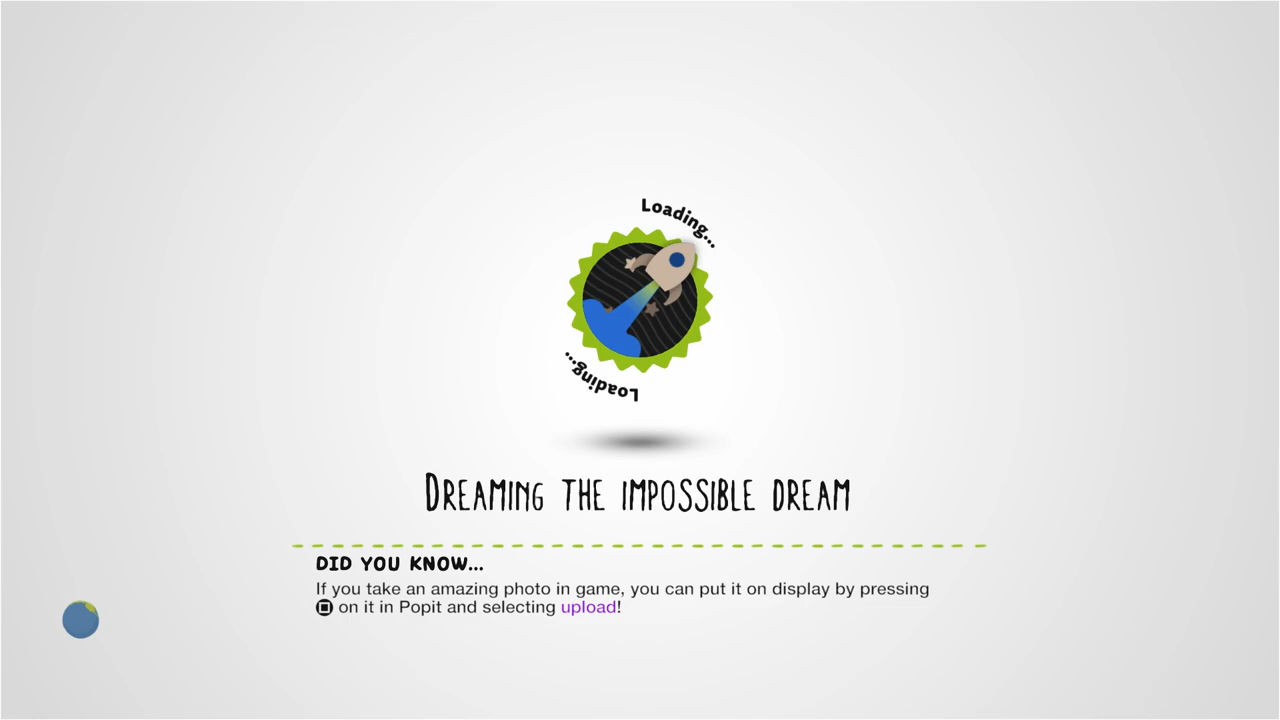 Loading...
Loading...
Dreaming the impossible dream
DID YOU KNOW...
If you take an amazing photo in game, you can put it on display by pressing
on it in Popit and selecting upload!